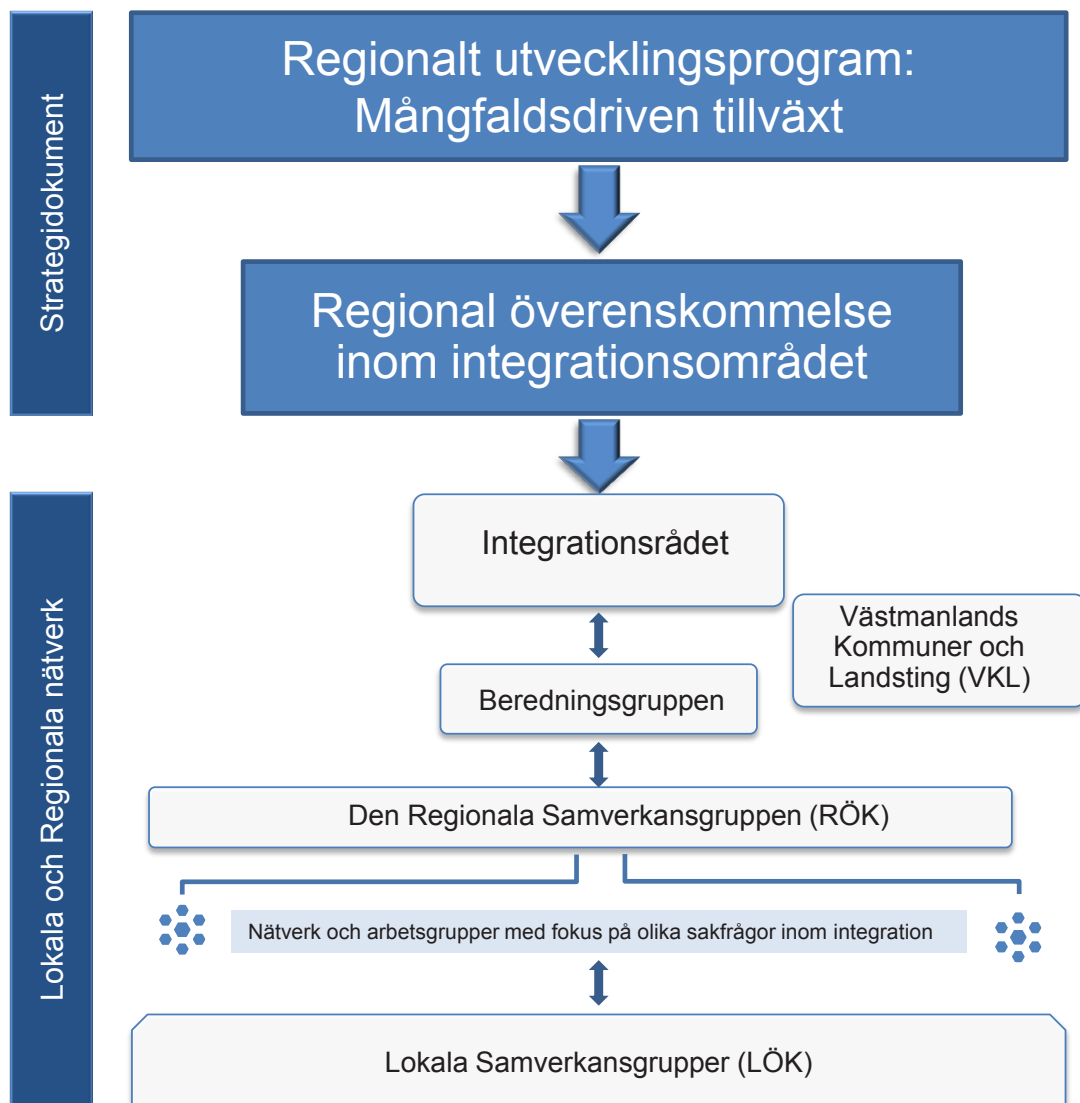 Strategidokument
Regionalt utvecklingsprogram:
Mångfaldsdriven tillväxt
Regional överenskommelse
inom integrationsområdet
Lokala och Regionala nätverk
Integrationsrådet
Västmanlands
Kommuner och
Landsting (VKL)
Beredningsgruppen
Den Regionala Samverkansgruppen (RÖK)
Nätverk och arbetsgrupper med fokus på olika sakfrågor inom integration
Lokala Samverkansgrupper (LÖK)